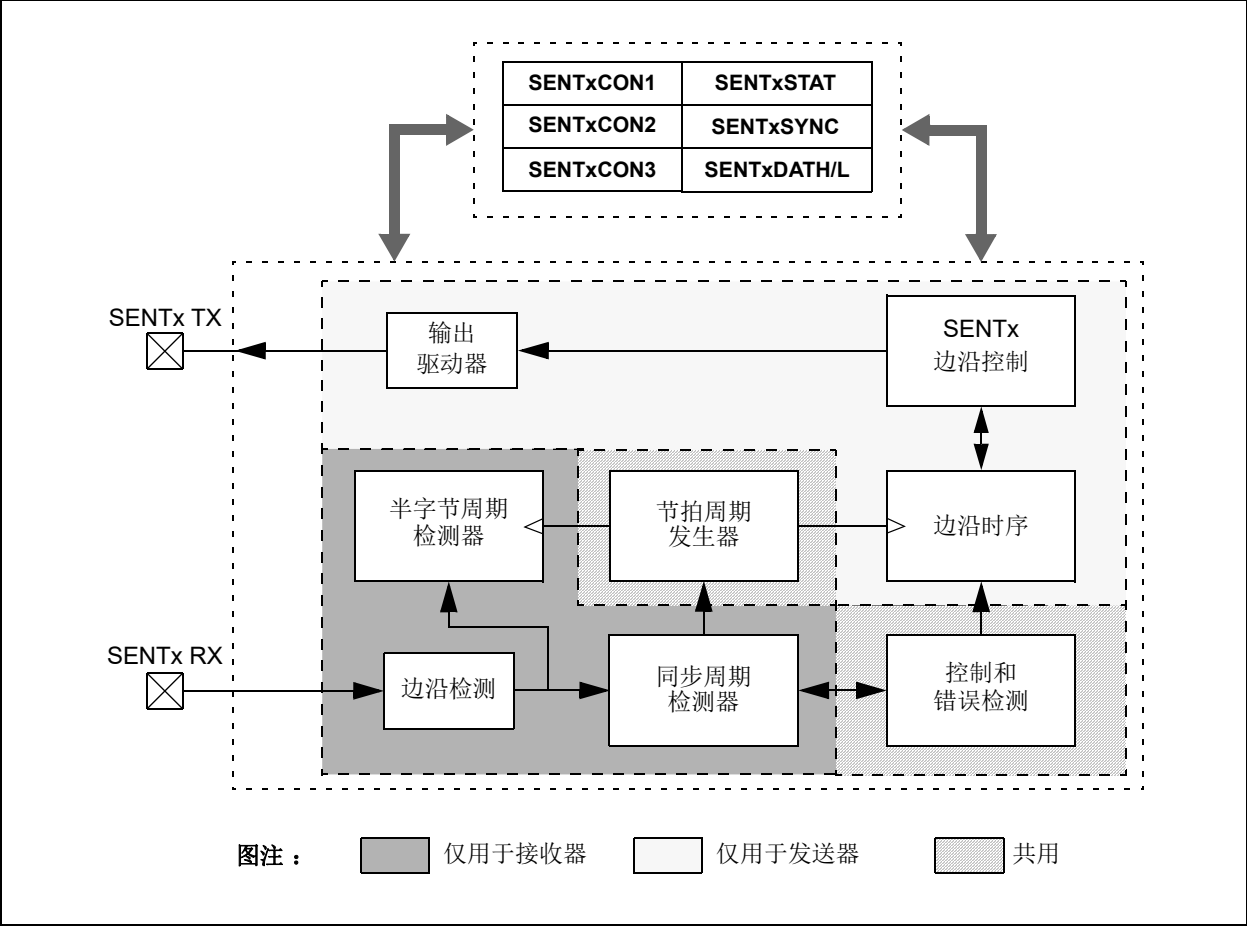 SENTxCON1 SENTxSTAT
SENTxCON2 SENTxSYNC
SENTxCON3 SENTxDATH/L
SENTx TX
输出
驱动器
SENTx
边沿控制
半字节周期
检测器
节拍周期
发生器
边沿时序
SENTx RX
边沿检测
同步周期
检测器
控制和
错误检测
图注：
仅用于接收器
仅用于发送器
共用